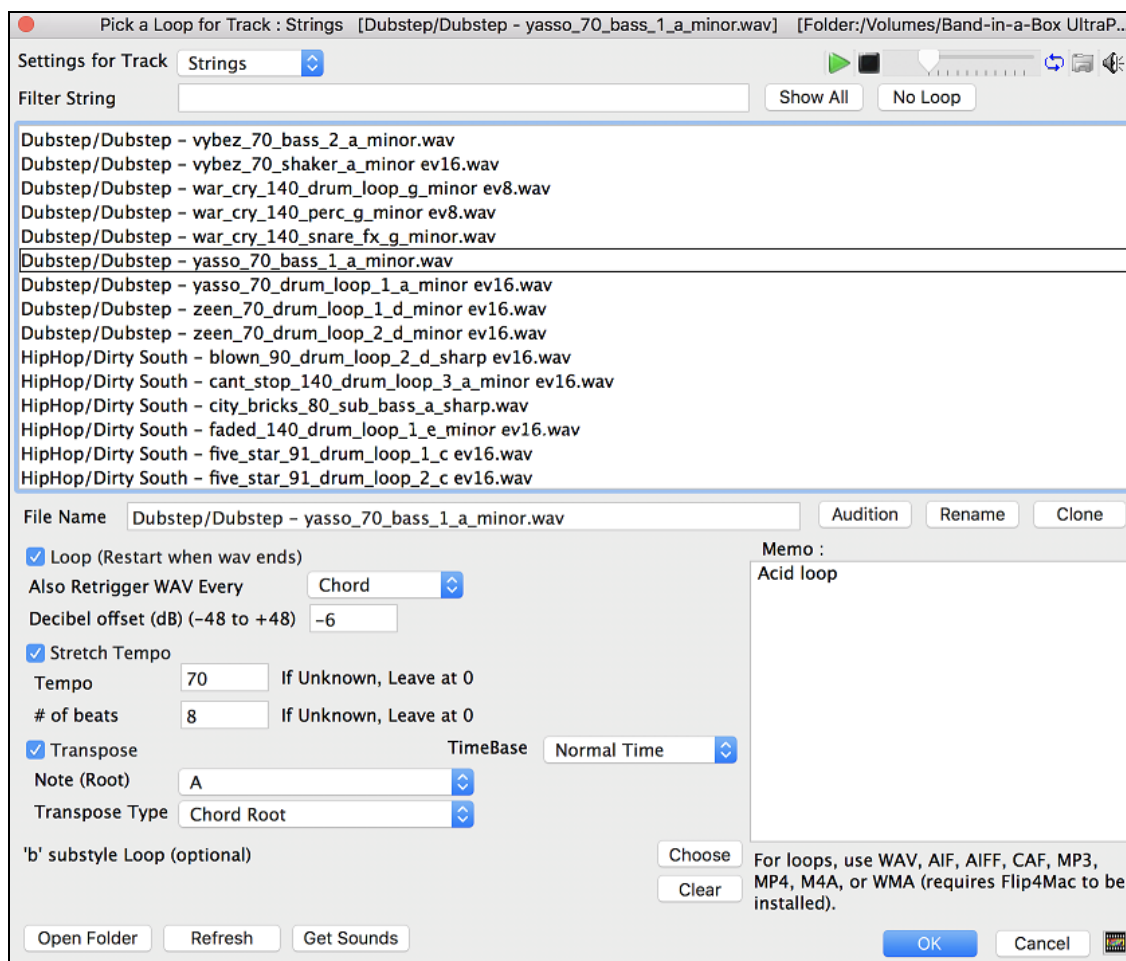 Pick a Loop for Track : Strings [Dubstep/Dubstep - yasso_70_bass_1_a_minor.wav] [Folder:/Volumes/Band-in-a-Box UltraP...
Settings for Track Strings
Filter String Show All No Loop
Dubstep/Dubstep - vybez_70_bass_2_a_minor.wav
Dubstep/Dubstep - vybez_70_shaker_a_minor ev16.wav
Dubstep/Dubstep - war_cry_140_drum_loop_g_minor ev8.wav
Dubstep/Dubstep - war_cry_140_perc_g_minor ev8.wav
Dubstep/Dubstep - war_cry_140_snare_fx_g_minor.wav
Dubstep/Dubstep - yasso_70_bass_1_a_minor.wav
Dubstep/Dubstep - yasso_70_drum_loop_1_a_minor ev16.wav
Dubstep/Dubstep - zeen_70_drum_loop_1_d_minor ev16.wav
Dubstep/Dubstep - zeen_70_drum_loop_2_d_minor ev16.wav
HipHop/Dirty South - blown_90_drum_loop_2_d_sharp ev16.wav
HipHop/Dirty South - cant_stop_140_drum_loop_3_a_minor ev16.wav
HipHop/Dirty South - city_bricks_80_sub_bass_a_sharp.wav
HipHop/Dirty South - faded_140_drum_loop_1_e_minor ev16.wav
HipHop/Dirty South - five_star_91_drum_loop_1_c ev16.wav
HipHop/Dirty South - five_star_91_drum_loop_2_c ev16.wav
File Name Dubstep/Dubstep - yasso_70_bass_1_a_minor.wav Audition Rename Clone
Loop (Restart when wav ends)
Also Retrigger WAV Every Chord
Decibel offset (dB) (-48 to +48) -6
Stretch Tempo
Tempo 70 If Unknown, Leave at 0
# of beats 8 If Unknown, Leave at 0
Transpose TimeBase Normal Time
Note (Root) A
Transpose Type Chord Root
'b' substyle Loop (optional) Choose
Clear
Memo :
Acid loop
For loops, use WAV, AIF, AIFF, CAF, MP3,
MP4, M4A, or WMA (requires Flip4Mac to be
installed).
Open Folder Refresh Get Sounds OK Cancel